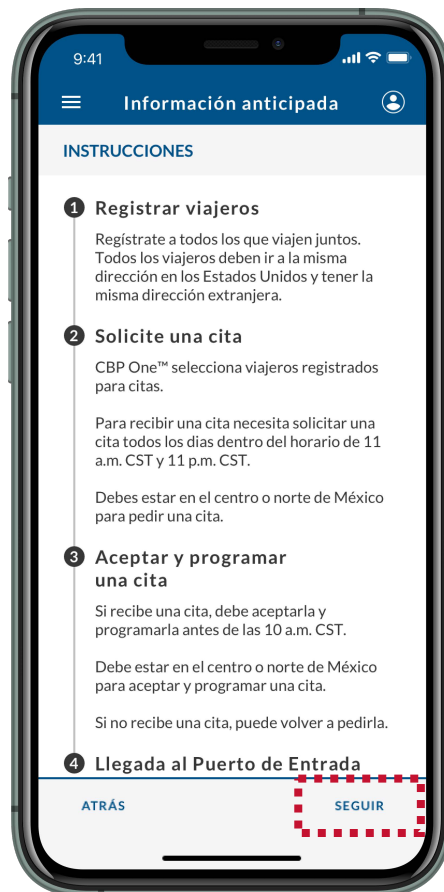 9:41
Información anticipada
INSTRUCCIONES
1 Registrar viajeros
Regístrate a todos los que viajen juntos.
Todos los viajeros deben ir a la misma
dirección en los Estados Unidos y tener la
misma dirección extranjera.
2 Solicite una cita
CBP One™ selecciona viajeros registrados
para citas.
Para recibir una cita necesita solicitar una
cita todos los dias dentro del horario de 11
a.m. CST y 11 p.m. CST.
Debes estar en el centro o norte de México
para pedir una cita.
3 Aceptar y programar
una cita
Si recibe una cita, debe aceptarla y
programarla antes de las 10 a.m. CST.
Debe estar en el centro o norte de México
para aceptar y programar una cita.
Si no recibe una cita, puede volver a pedirla.
4 Llegada al Puerto de Entrada
ATRÁS SEGUIR